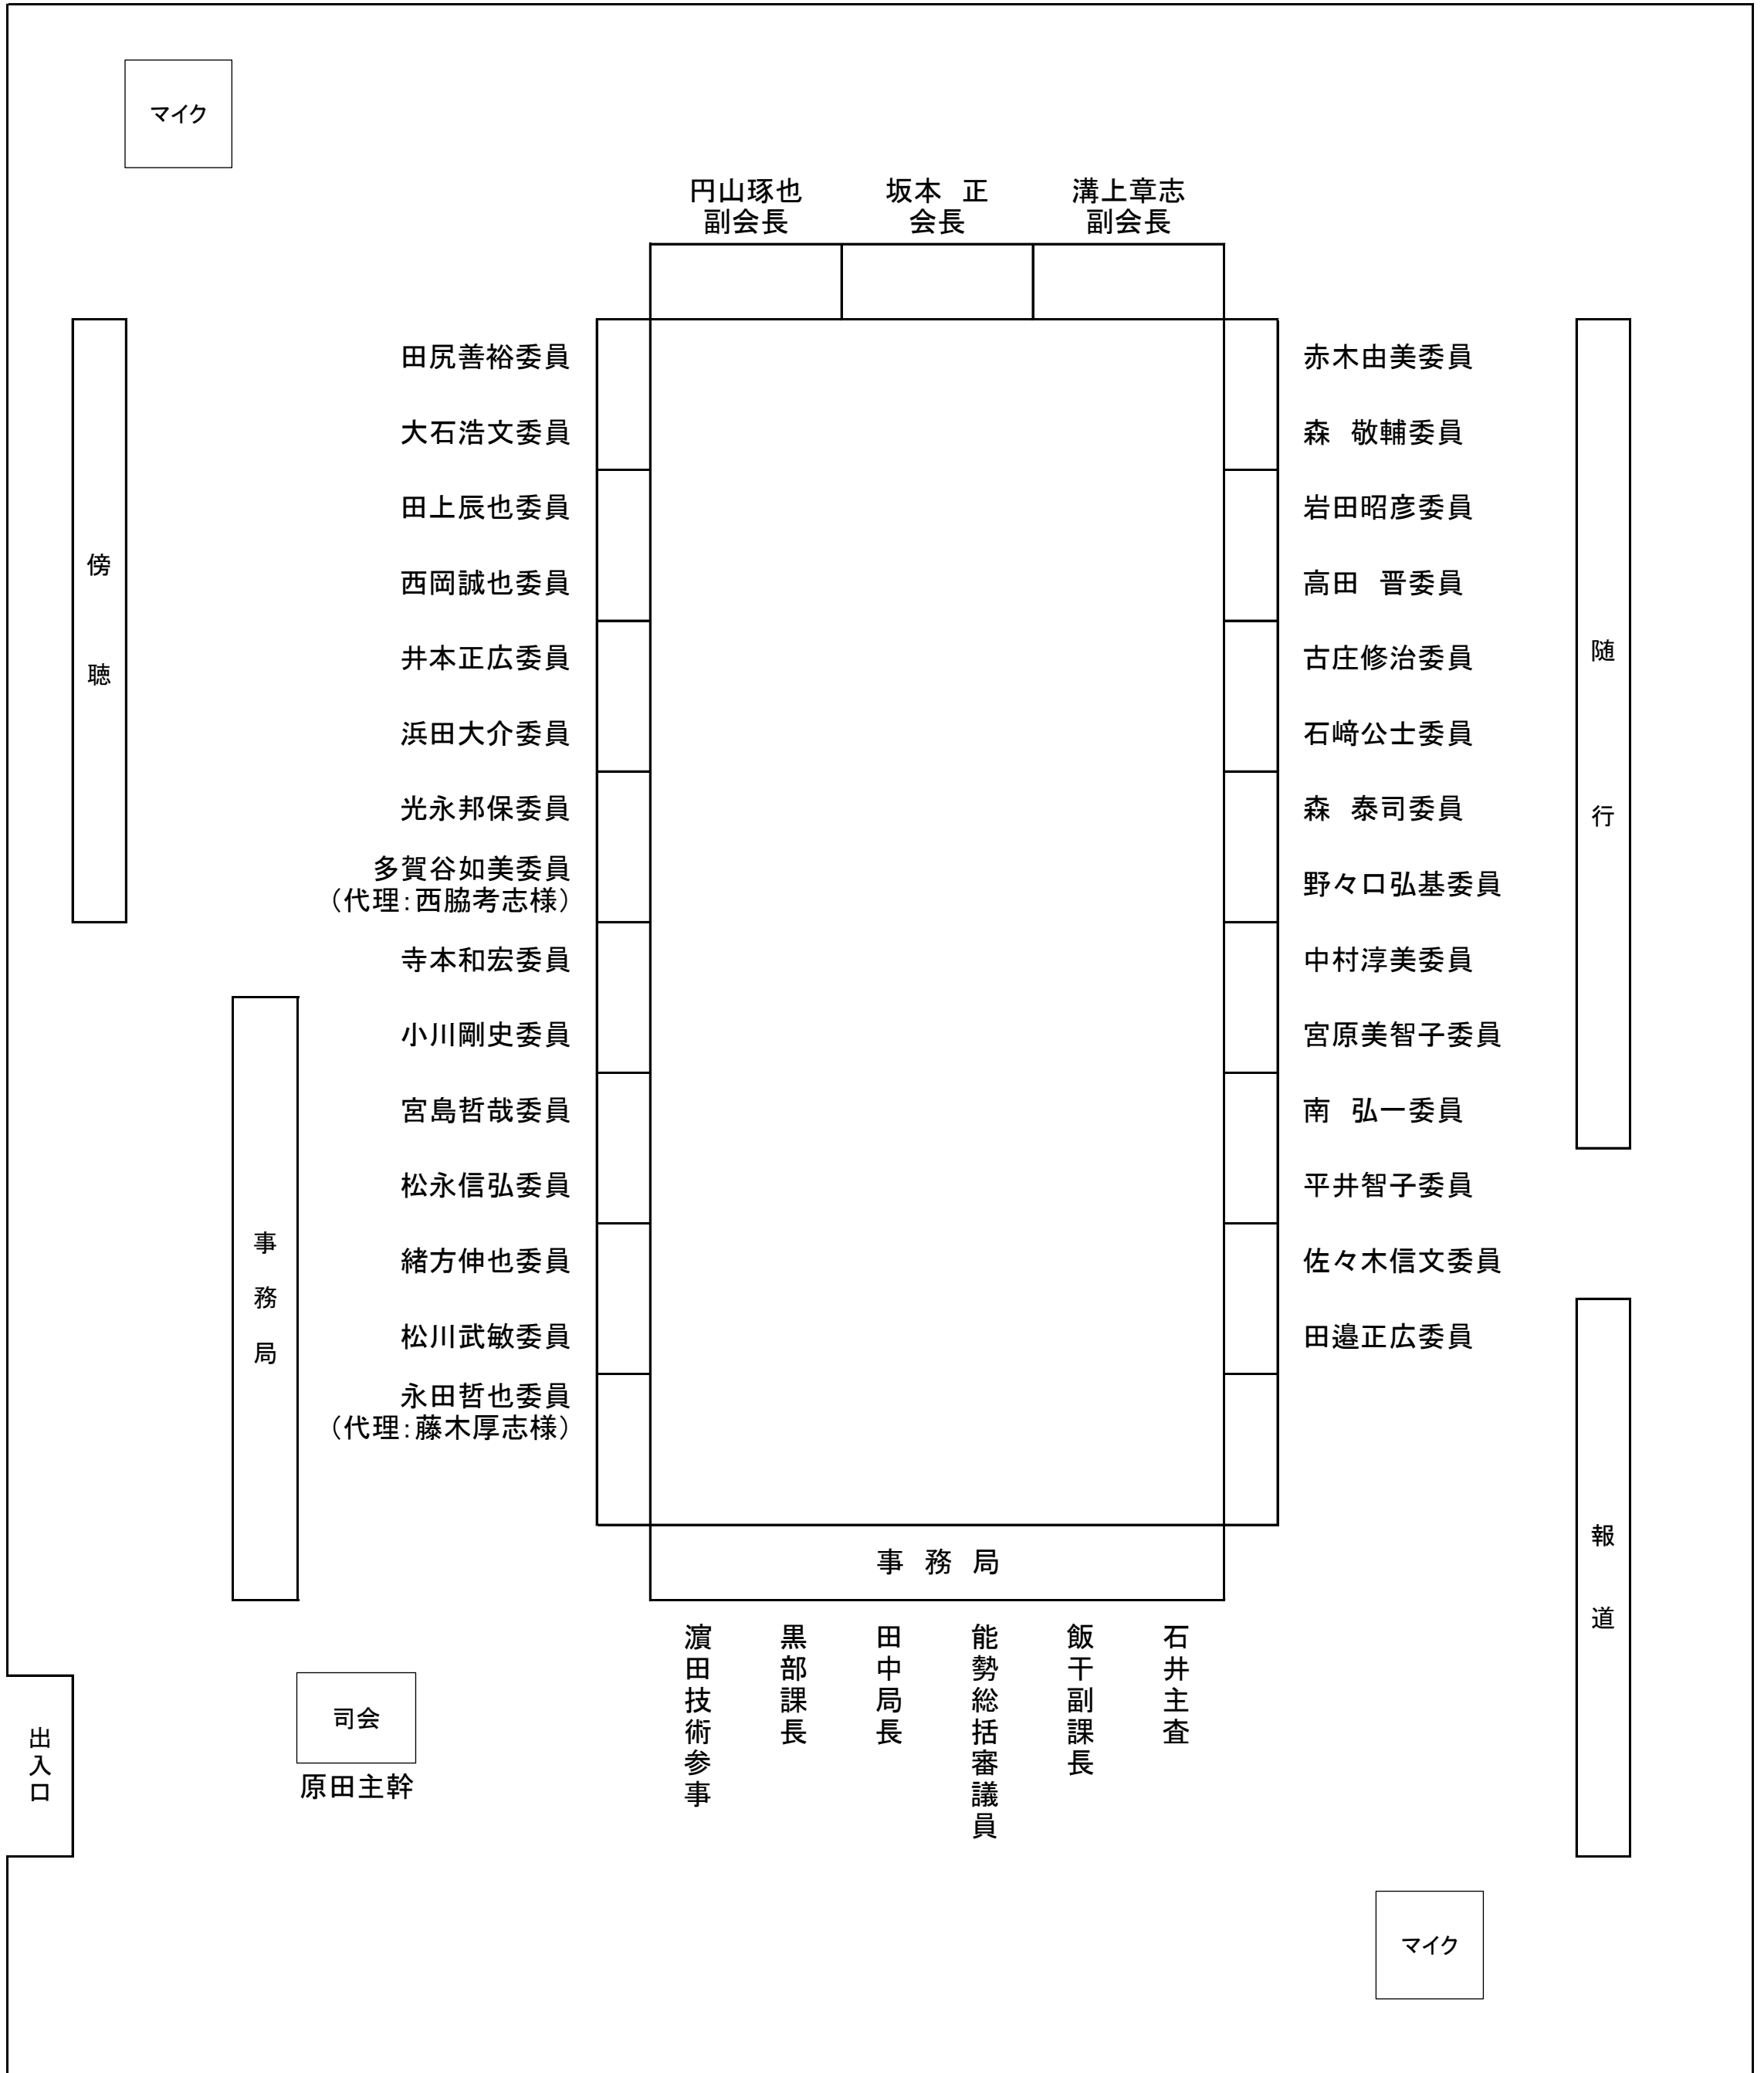 マイク
円山琢也
副会長
坂本　正
会長
溝上章志
副会長
田尻善裕委員
大石浩文委員
田上辰也委員
西岡誠也委員
井本正広委員
浜田大介委員
光永邦保委員
多賀谷如美委員
（代理：西脇考志様）
寺本和宏委員
小川剛史委員
宮島哲哉委員
松永信弘委員
緒方伸也委員
松川武敏委員
永田哲也委員
（代理：藤木厚志様）
赤木由美委員
森　敬輔委員
岩田昭彦委員
高田　晋委員
古庄修治委員
石﨑公士委員
森　泰司委員
野々口弘基委員
中村淳美委員
宮原美智子委員
南　弘一委員
平井智子委員
佐々木信文委員
田邉正広委員
傍聴
随行
事務局
報道
事務局
濵田技術参事
黒部課長
田中局長
能勢総括審議員
飯干副課長
石井主査
司会
原田主幹
出入口
マイク